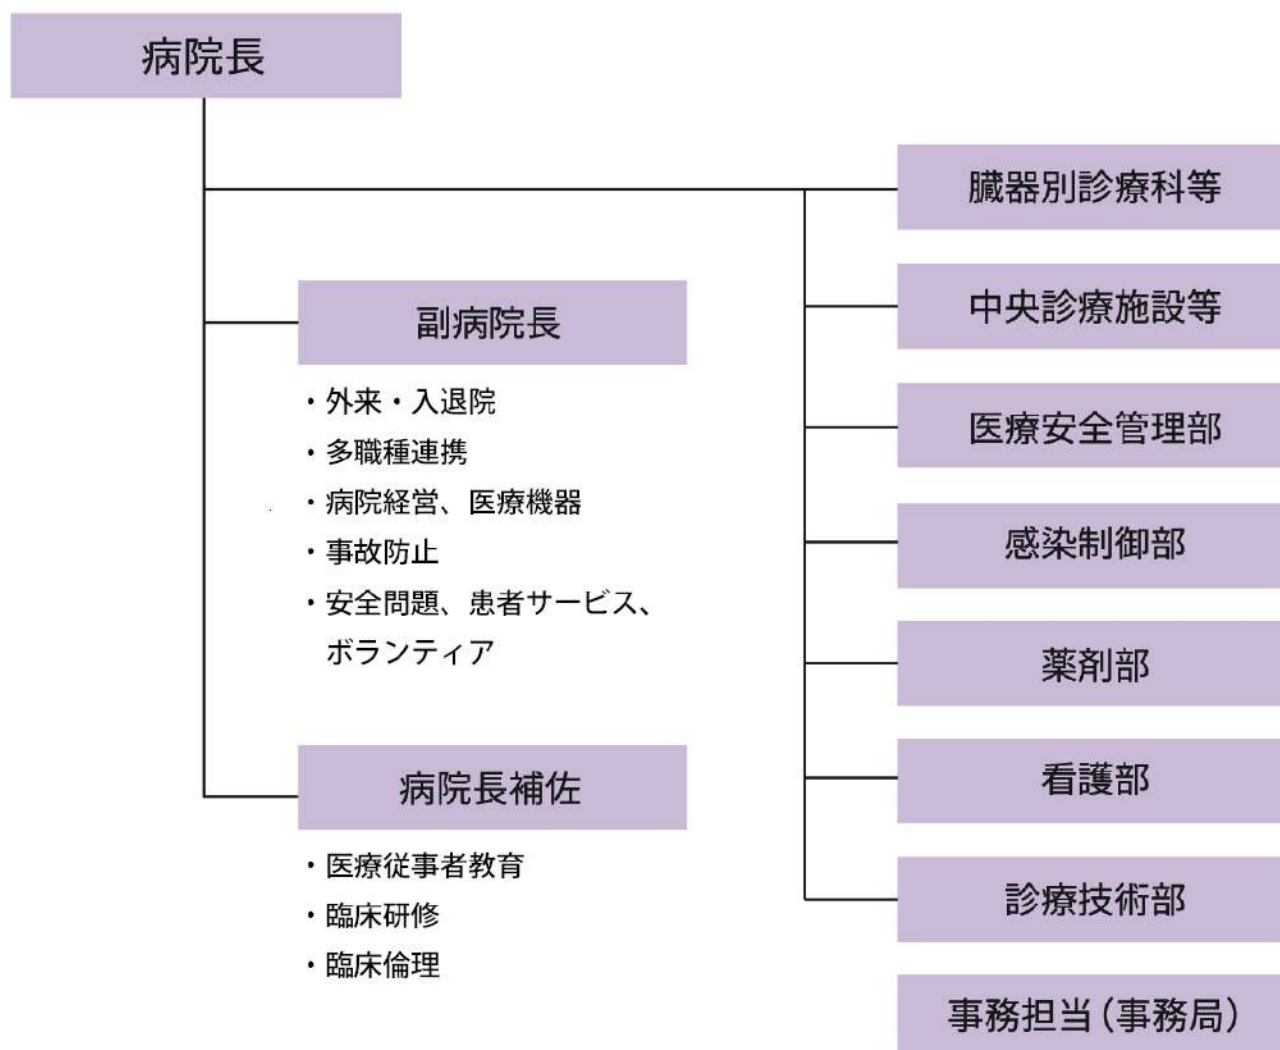 病院長
副病院長
・外来・入退院
・多職種連携
・病院経営、医療機器
・事故防止
・安全問題、患者サービス、
ボランティア
病院長補佐
・医療従事者教育
・臨床研修
・臨床倫理
臓器別診療科等
中央診療施設等
医療安全管理部
感染制御部
薬剤部
看護部
診療技術部
事務担当(事務局)